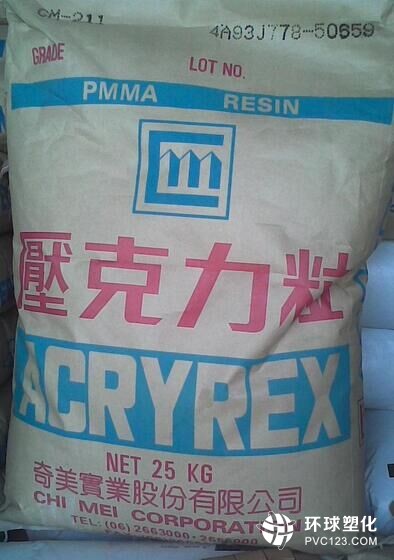 CM-211
4A93J778-50659
GRADE
LOT NO.
PMMA RESIN
壓克力粒
ACRYREX
NET 25 KG
奇美實業股份有限公司
CHI MEI CORPORATION
TEL:(06)2663000
环球塑化
PVC123.com